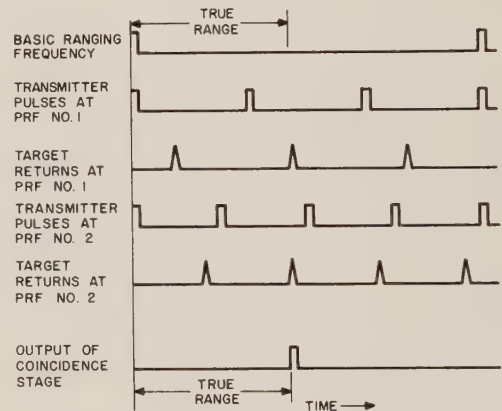 TRUE
RANGE
BASIC RANGING
FREQUENCY
TRANSMITTER
PULSES AT
PRF NO. 1
TARGET
RETURNS AT
PRF NO. 1
TRANSMITTER
PULSES AT
PRF NO. 2
TARGET
RETURNS AT
PRF NO. 2
OUTPUT OF
COINCIDENCE
STAGE
TRUE
RANGE
TIME